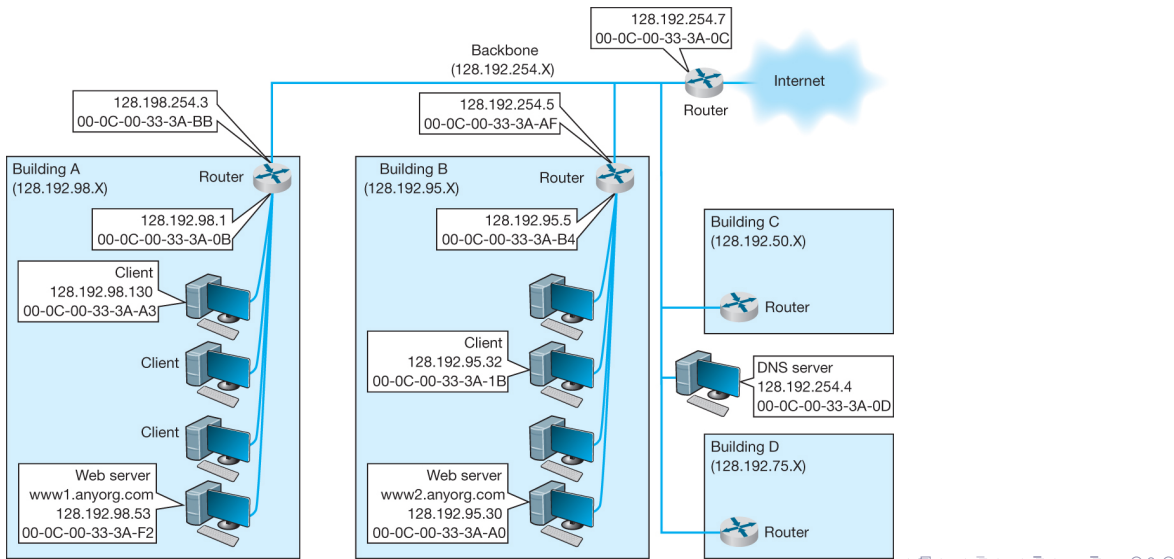 128.192.254.7
00-0C-00-33-3A-0C
Backbone
(128.192.254.X)
Internet
Router
128.198.254.3
00-0C-00-33-3A-BB
128.192.254.5
00-0C-00-33-3A-AF
Building A
(128.192.98.X)
Router
128.192.98.1
00-0C-00-33-3A-0B
Client
128.192.98.130
00-0C-00-33-3A-A3
Client
Client
Web server
www1.anyorg.com
128.192.98.53
00-0C-00-33-3A-F2
Building B
(128.192.95.X)
Router
128.192.95.5
00-0C-00-33-3A-B4
Client
128.192.95.32
00-0C-00-33-3A-1B
Web server
www2.anyorg.com
128.192.95.30
00-0C-00-33-3A-A0
Building C
(128.192.50.X)
Router
DNS server
128.192.254.4
00-0C-00-33-3A-0D
Building D
(128.192.75.X)
Router